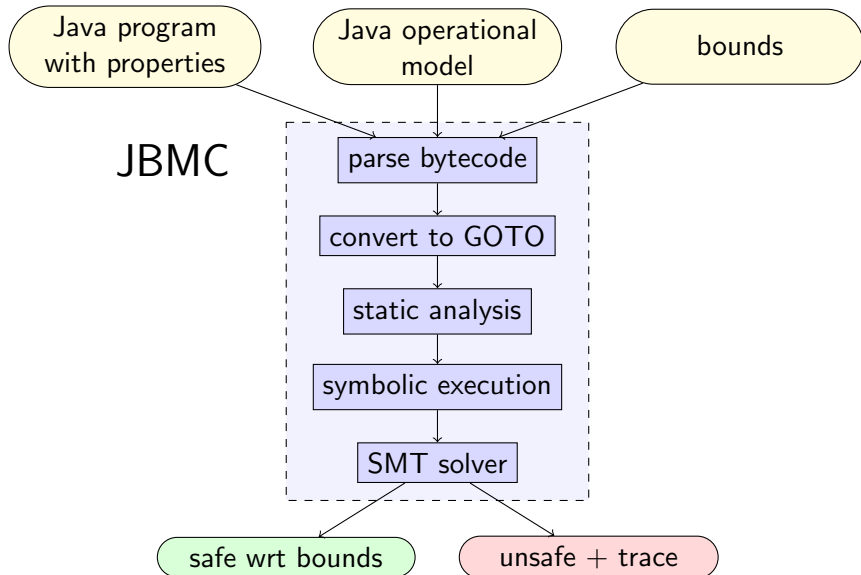 Java program
with properties
Java operational
model
bounds
JBMC
parse bytecode
convert to GOTO
static analysis
symbolic execution
SMT solver
safe wrt bounds
unsafe + trace